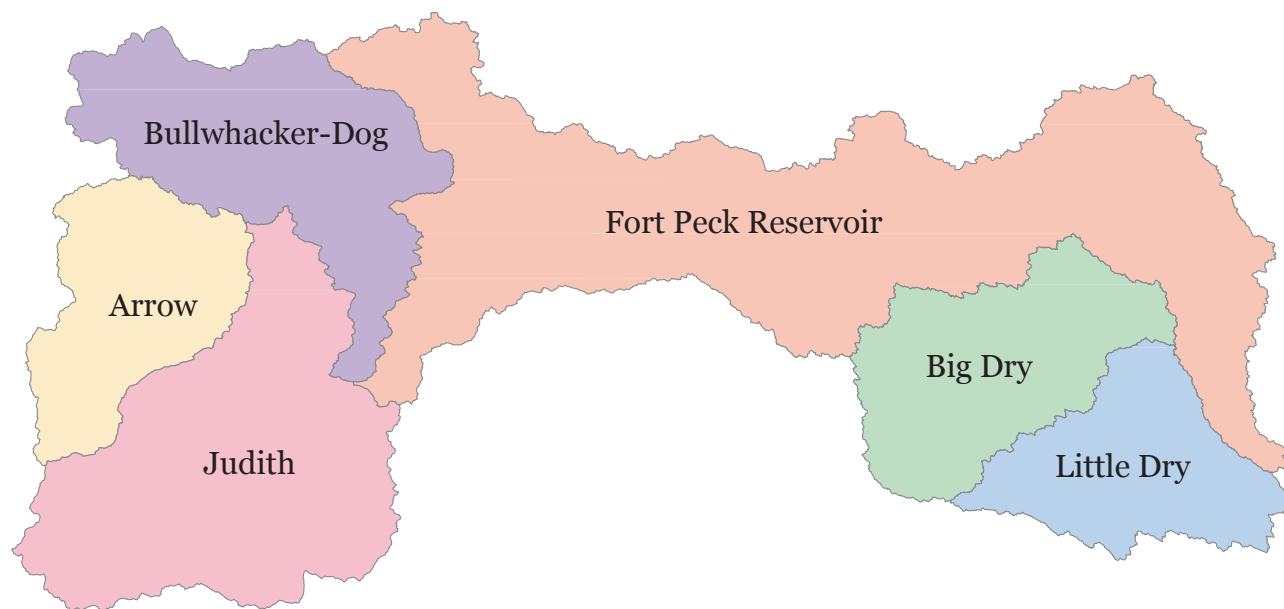 Bullwhacker-Dog
Fort Peck Reservoir
Arrow
Big Dry
Judith
Little Dry